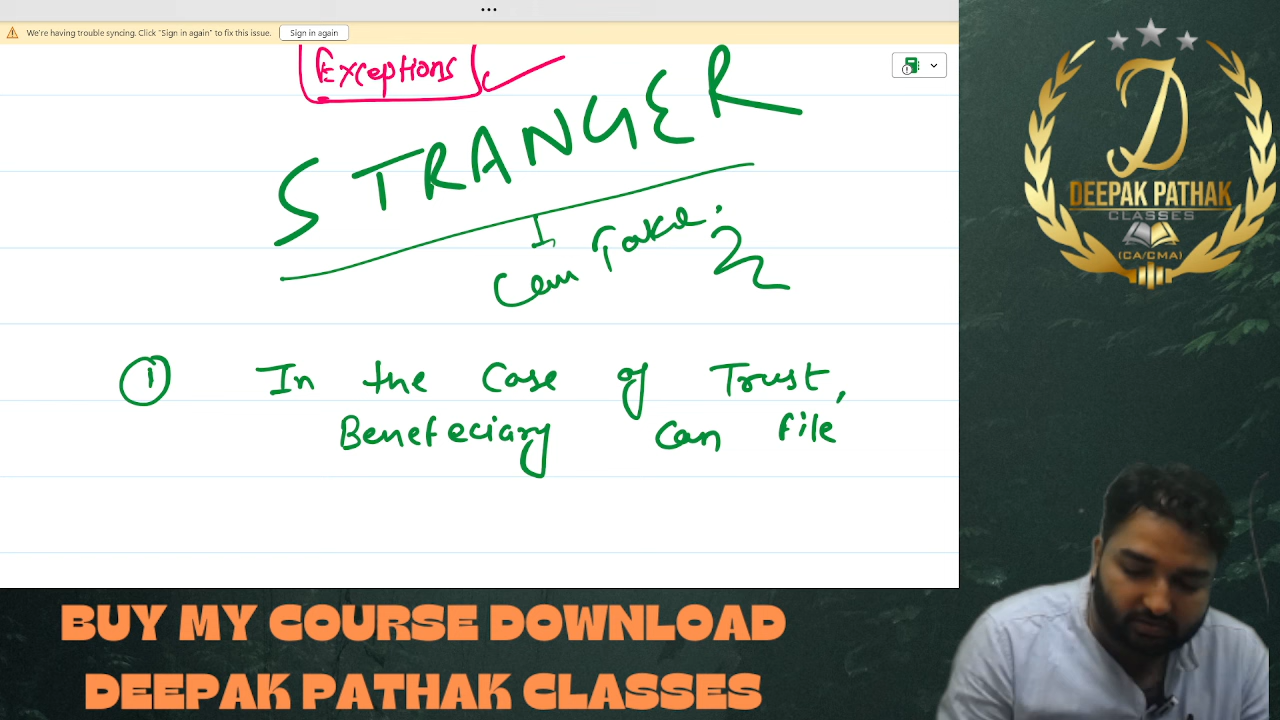 We're having trouble syncing. Click "Sign in again" to fix this issue.
Sign in again
Exceptions
STRANGER
I
Can Take.
① In the Case of Trust,
Benefeciary can file
D
DEEPAK PATHAK
CLASSES
(CA/CMA)
BUY MY COURSE DOWNLOAD
DEEPAK PATHAK CLASSES